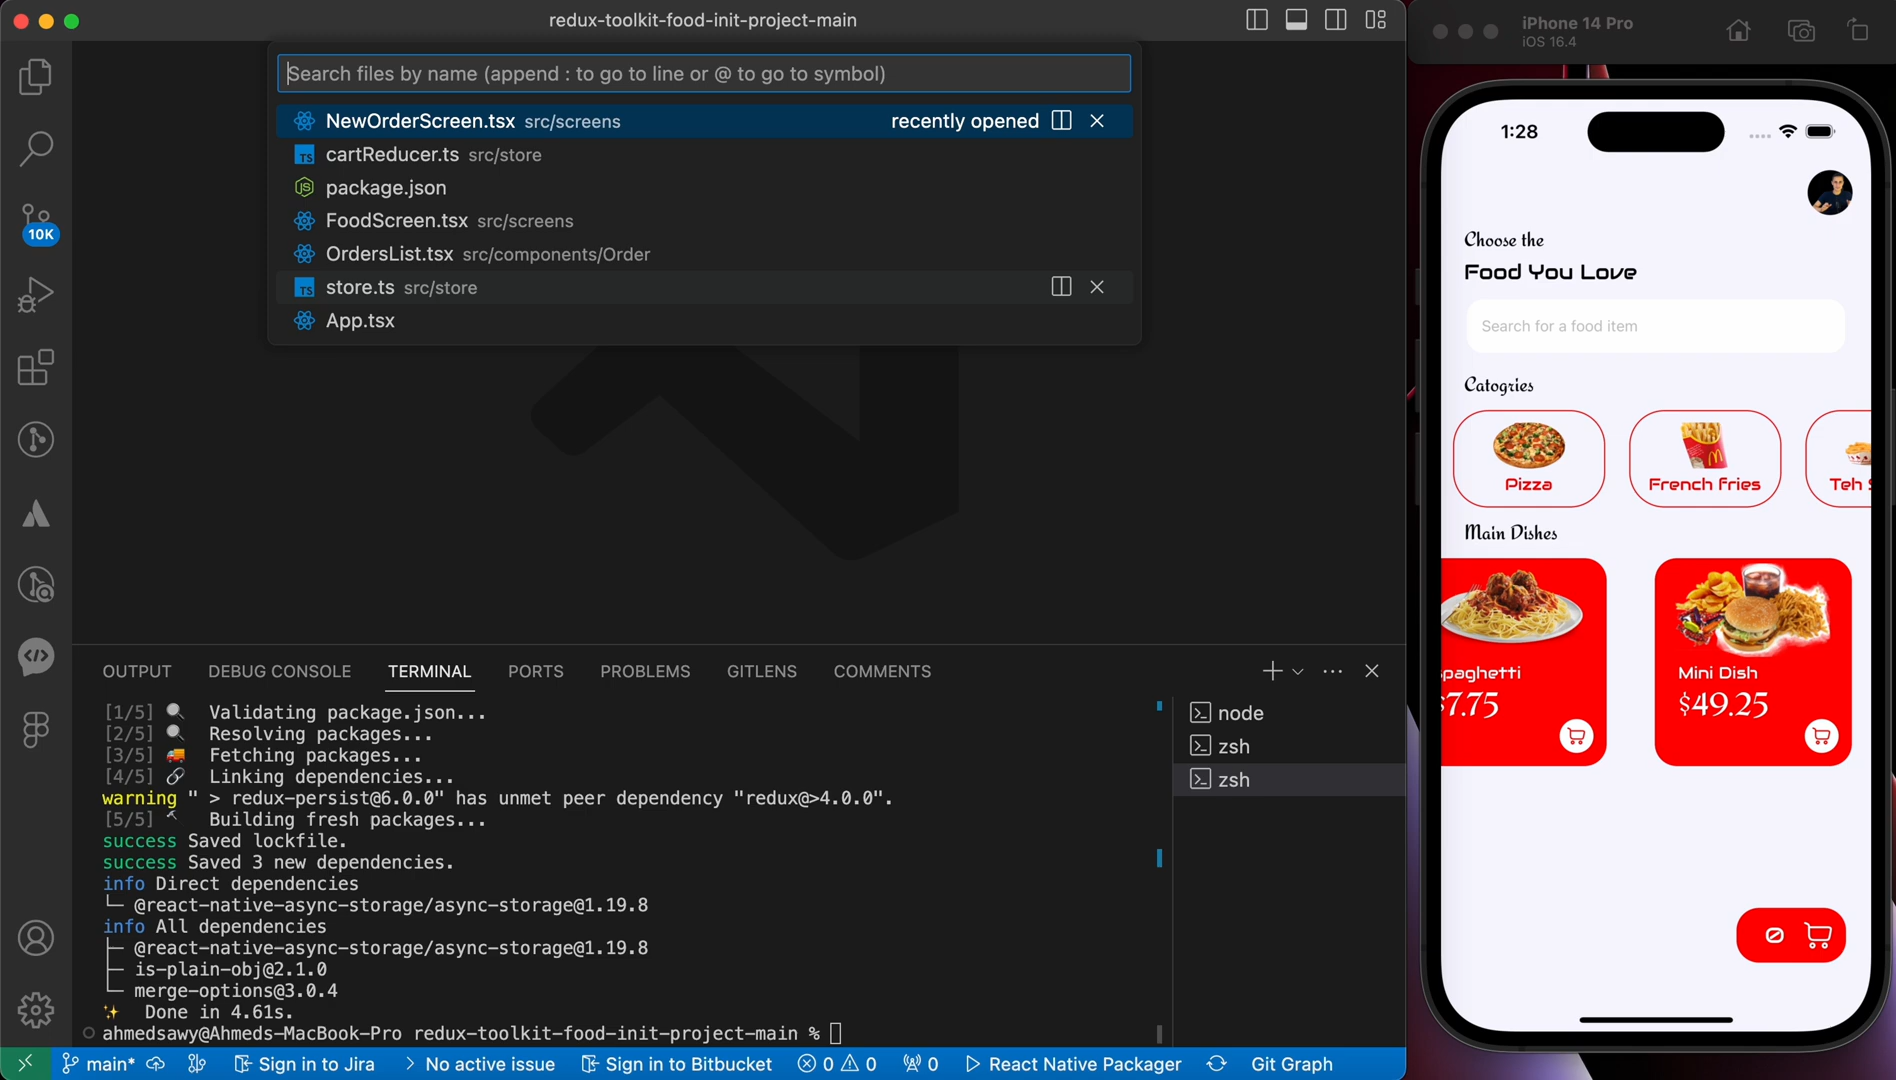 redux-toolkit-food-init-project-main
Search files by name (append : to go to line or @ to go to symbol)
NewOrderScreen.tsx src/screens recently opened
cartReducer.ts src/store
package.json
FoodScreen.tsx src/screens
OrdersList.tsx src/components/Order
store.ts src/store
App.tsx
10K
OUTPUT DEBUG CONSOLE TERMINAL PORTS PROBLEMS GITLENS COMMENTS
[1/5] Validating package.json...
[2/5] Resolving packages...
[3/5] Fetching packages...
[4/5] Linking dependencies...
warning " > redux-persist@6.0.0" has unmet peer dependency "redux@>4.0.0".
[5/5] Building fresh packages...
success Saved lockfile.
success Saved 3 new dependencies.
info Direct dependencies
└─ @react-native-async-storage/async-storage@1.19.8
info All dependencies
├─ @react-native-async-storage/async-storage@1.19.8
├─ is-plain-obj@2.1.0
└─ merge-options@3.0.4
Done in 4.61s.
ahmedsawy@Ahmeds-MacBook-Pro redux-toolkit-food-init-project-main %
node
zsh
zsh
main* Sign in to Jira No active issue Sign in to Bitbucket 0 0 0 React Native Packager Git Graph
iPhone 14 Pro
iOS 16.4
1:28
Choose the
Food You Love
Search for a food item
Catogries
Pizza
French fries
Teh S
Main Dishes
paghetti
$7.75
Mini Dish
$49.25
0